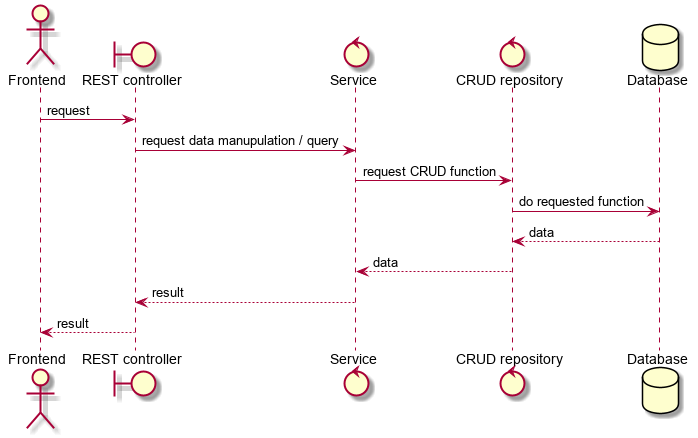 Frontend REST controller Service CRUD repository Database
request
request data manupulation / query
request CRUD function
do requested function
data
data
result
result
Frontend REST controller Service CRUD repository Database